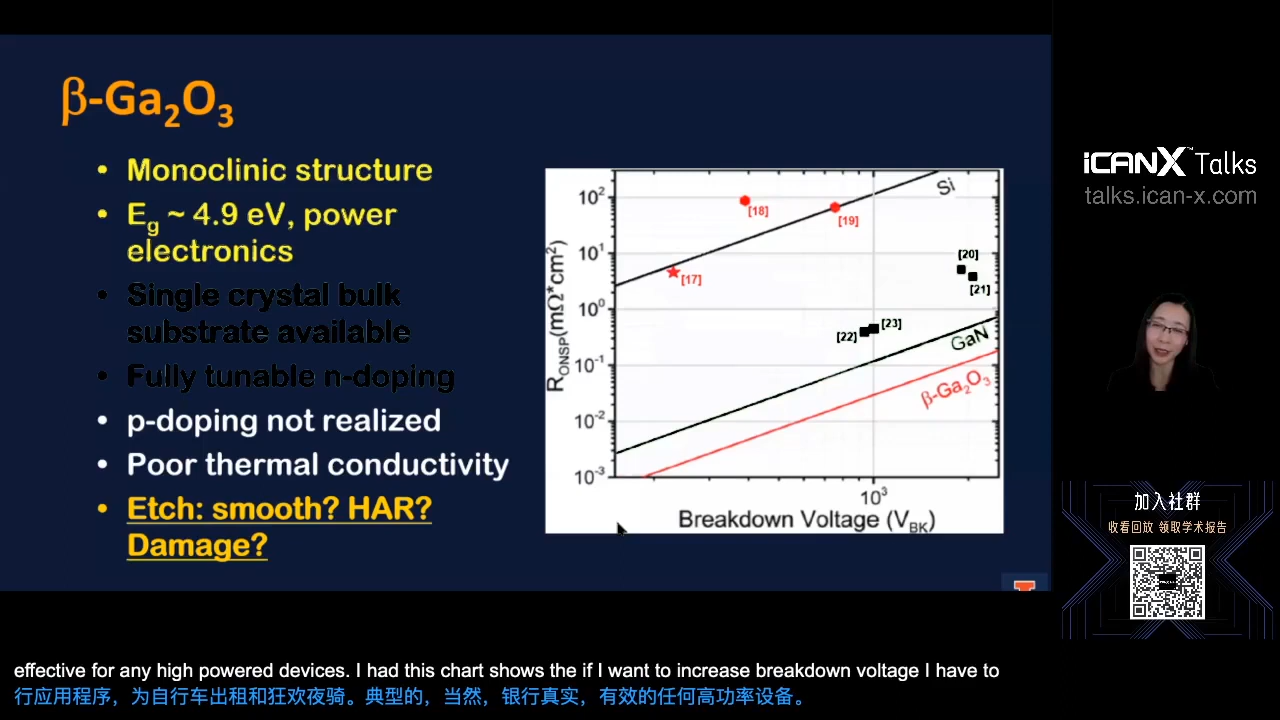 β-Ga2O3
• Monoclinic structure
• Eg ~ 4.9 eV, power
electronics
• Single crystal bulk
substrate available
• Fully tunable n-doping
• p-doping not realized
• Poor thermal conductivity
• Etch: smooth? HAR?
Damage?
RONSP(mΩ*cm2)
10²
10¹
10⁰
10⁻¹
10⁻²
10⁻³
Si
[18]
[19]
[17]
[20]
[21]
[22]
[23]
GaN
β-Ga2O3
10³
Breakdown Voltage (VBK)
iCANX™ Talks
talks.ican-x.com
加入社群
收看回放 领取学术报告
effective for any high powered devices. I had this chart shows the if I want to increase breakdown voltage I have to
行应用程序，为自行车出租和狂欢夜骑。典型的，当然，银行真实，有效的任何高功率设备。